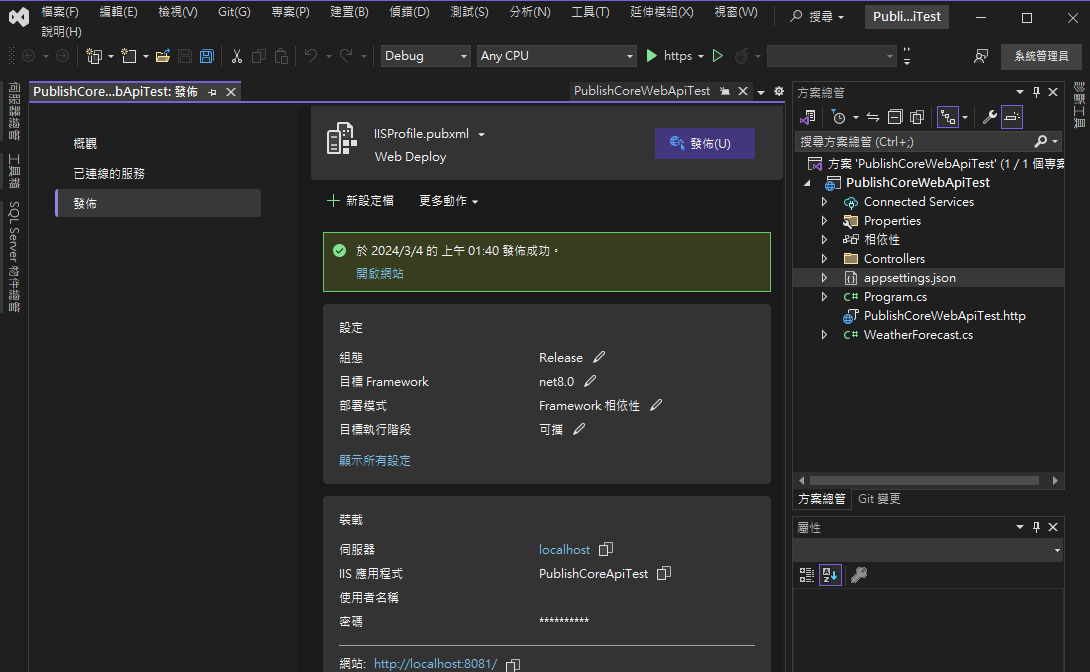 檔案(F) 編輯(E) 檢視(V) Git(G) 專案(P) 建置(B) 偵錯(D) 測試(S) 分析(N) 工具(T) 延伸模組(X) 視窗(W) 搜尋 Publi...iTest
說明(H)
Debug Any CPU https 系統管理員
伺服器總管
工具箱
SQL Server 物件總管
PublishCore...bApiTest: 發佈
PublishCoreWebApiTest
概觀
已連線的服務
發佈
IISProfile.pubxml
Web Deploy
發佈(U)
新設定檔 更多動作
於 2024/3/4 的 上午 01:40 發佈成功。
開啟網站
設定
組態 Release
目標 Framework net8.0
部署模式 Framework 相依性
目標執行階段 可攜
顯示所有設定
裝載
伺服器 localhost
IIS 應用程式 PublishCoreApiTest
使用者名稱
密碼 **********
網站: http://localhost:8081/
方案總管
搜尋方案總管 (Ctrl+;)
方案 'PublishCoreWebApiTest' (1 / 1 個專案
PublishCoreWebApiTest
Connected Services
Properties
相依性
Controllers
appsettings.json
C# Program.cs
PublishCoreWebApiTest.http
C# WeatherForecast.cs
方案總管 Git 變更
屬性
診斷工具